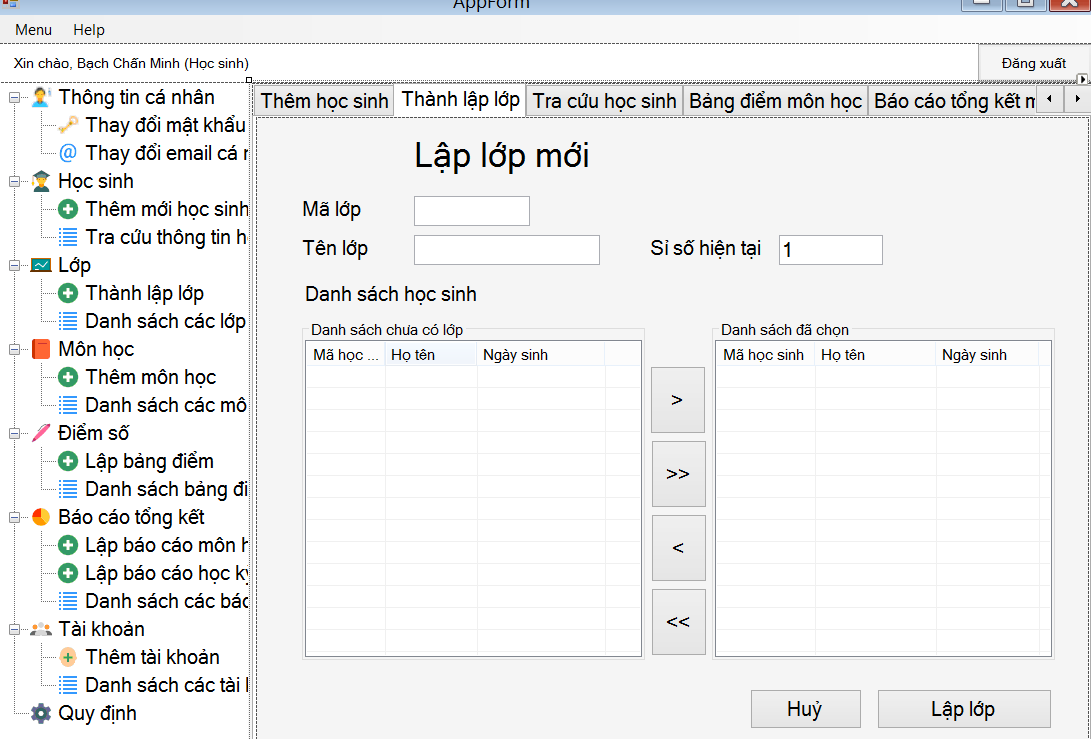 AppForm
Menu Help
Xin chào, Bạch Chấn Minh (Học sinh)
Đăng xuất
Thông tin cá nhân
Thay đổi mật khẩu
Thay đổi email cá r
Học sinh
Thêm mới học sinh
Tra cứu thông tin h
Lớp
Thành lập lớp
Danh sách các lớp
Môn học
Thêm môn học
Danh sách các mô
Điểm số
Lập bảng điểm
Danh sách bảng đi
Báo cáo tổng kết
Lập báo cáo môn h
Lập báo cáo học kỳ
Danh sách các báo
Tài khoản
Thêm tài khoản
Danh sách các tài l
Quy định
Thêm học sinh Thành lập lớp Tra cứu học sinh Bảng điểm môn học Báo cáo tổng kết m
Lập lớp mới
Mã lớp
Tên lớp
Sỉ số hiện tại 1
Danh sách học sinh
Danh sách chưa có lớp
Mã học ... Họ tên Ngày sinh
>
>>
<
<<
Danh sách đã chọn
Mã học sinh Họ tên Ngày sinh
Huỷ Lập lớp